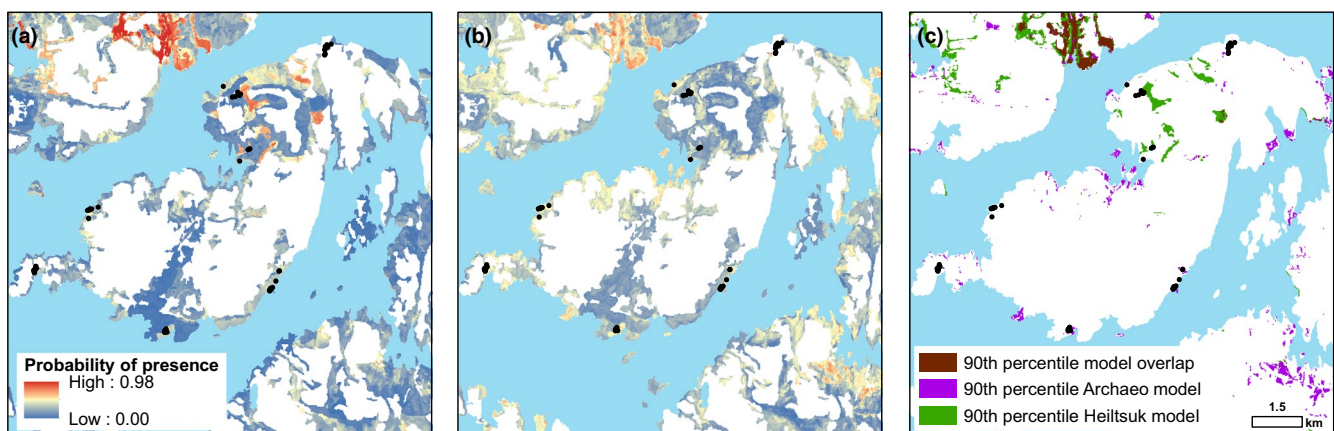 (a)
Probability of presence
High : 0.98
Low : 0.00
(b)
(c)
90th percentile model overlap
90th percentile Archaeo model
90th percentile Heiltsuk model
1.5
km